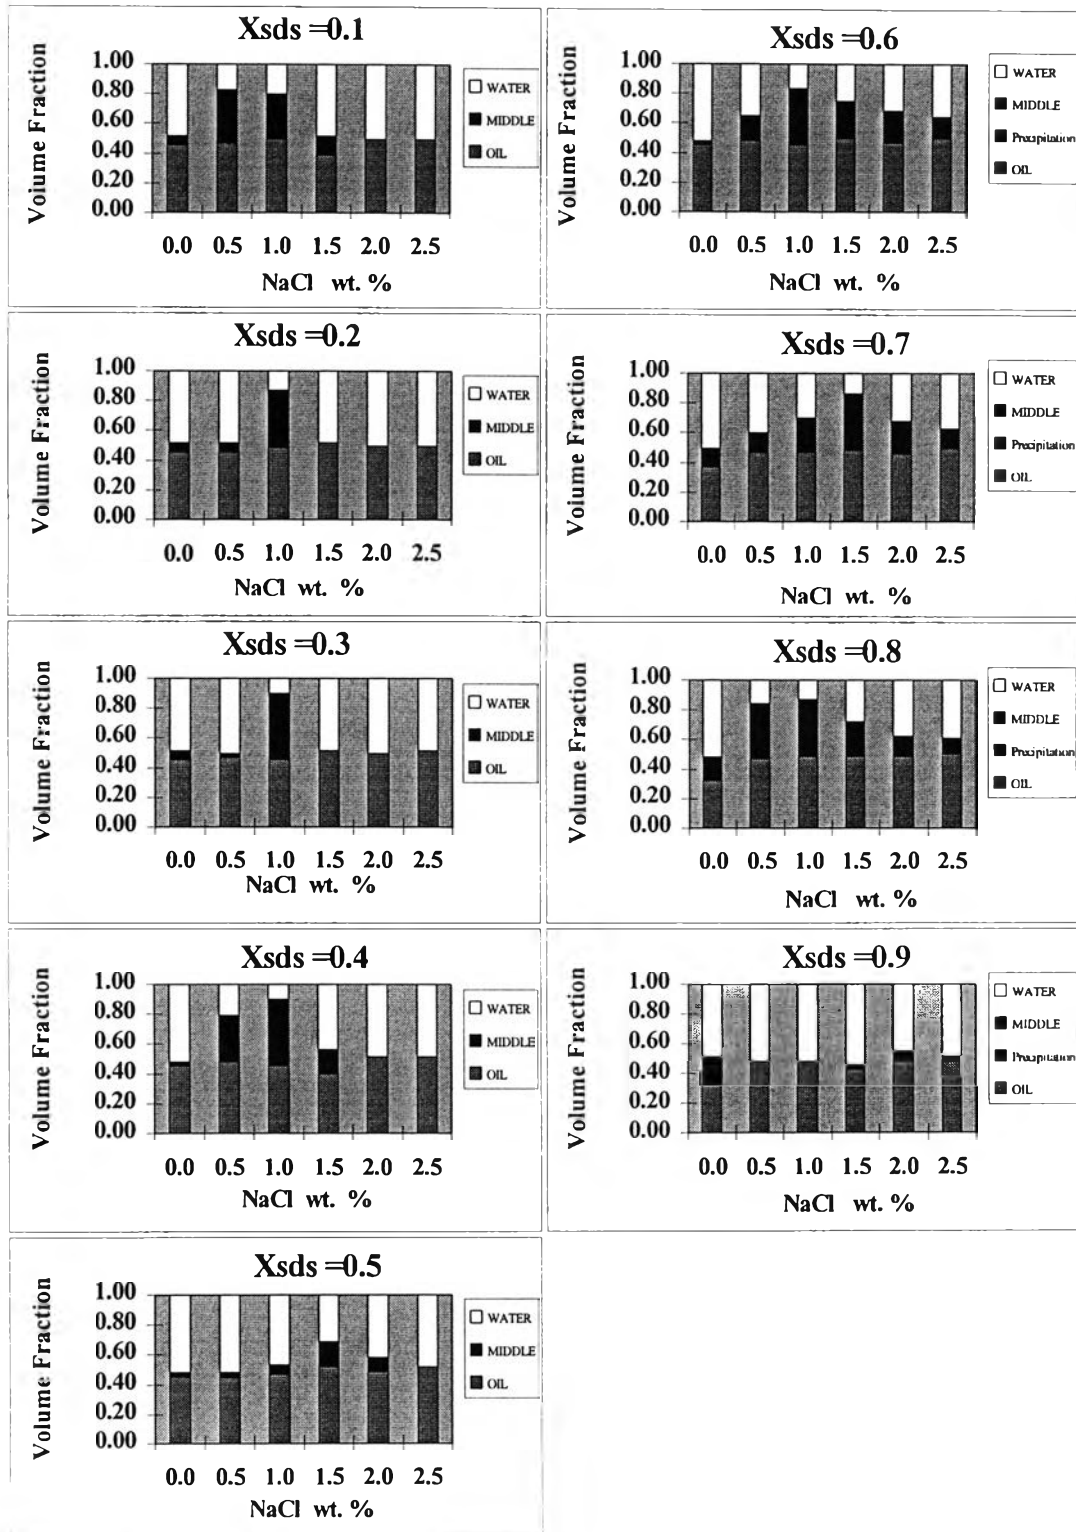 Xsds =0.1
Voiume Fraction
1.00
0.80
0.60
0.40
0.20
0.00
0.0 0.5 1.0 1.5 2.0 2.5
NaCl wt. %
WATER
MIDDLE
OIL
Xsds =0.2
Volume Fraction
1.00
0.80
0.60
0.40
0.20
0.00
0.0 0.5 1.0 1.5 2.0 2.5
NaCl wt. %
WATER
MIDDLE
OIL
Xsds =0.3
Volume Fraction
1.00
0.80
0.60
0.40
0.20
0.00
0.0 0.5 1.0 1.5 2.0 2.5
NaCl wt. %
WATER
MIDDLE
OIL
Xsds =0.4
Volume Fraction
1.00
0.80
0.60
0.40
0.20
0.00
0.0 0.5 1.0 1.5 2.0 2.5
NaCl wt. %
WATER
MIDDLE
OIL
Xsds =0.5
Volume Fraction
1.00
0.80
0.60
0.40
0.20
0.00
0.0 0.5 1.0 1.5 2.0 2.5
NaCl wt. %
WATER
MIDDLE
OIL
Xsds =0.6
Volume Fraction
1.00
0.80
0.60
0.40
0.20
0.00
0.0 0.5 1.0 1.5 2.0 2.5
NaCl wt. %
WATER
MIDDLE
Precipitation
OIL
Xsds =0.7
Voiume Fraction
1.00
0.80
0.60
0.40
0.20
0.00
0.0 0.5 1.0 1.5 2.0 2.5
NaCl wt. %
WATER
MIDDLE
Precipitation
OIL
Xsds =0.8
Volume Fraction
1.00
0.80
0.60
0.40
0.20
0.00
0.0 0.5 1.0 1.5 2.0 2.5
NaCl wt. %
WATER
MIDDLE
Precipitation
OIL
Xsds =0.9
Volume Fraction
1.00
0.80
0.60
0.40
0.20
0.00
0.0 0.5 1.0 1.5 2.0 2.5
NaCl wt. %
WATER
MIDDLE
Precipitation
OIL